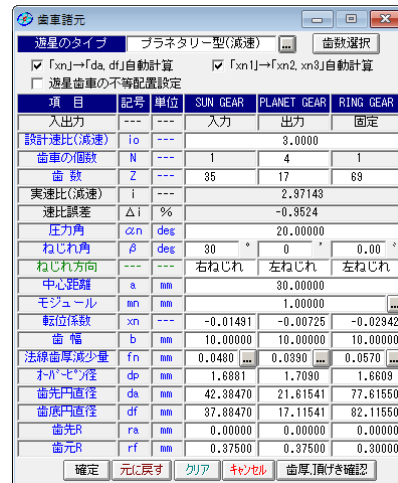 歯車諸元
遊星のタイプ プラネタリー型(減速) ... 歯数選択
「xn」→「da, df」自動計算 「xn1」→「xn2, xn3」自動計算
遊星歯車の不等配置設定
項 目 記号 単位 SUN GEAR PLANET GEAR RING GEAR
入出力 --- --- 入力 出力 固定
設計速比(減速) io --- 3.0000
歯車の個数 N --- 1 4 1
歯 数 Z --- 35 17 69
実速比(減速) i --- 2.97143
速比誤差 Δi % -0.9524
圧力角 αn deg 20.00000
ねじれ角 β deg 30 ° 0 ' 0.00 "
ねじれ方向 --- --- 右ねじれ 左ねじれ 左ねじれ
中心距離 a mm 30.00000
モジュール mn mm 1.00000 ...
転位係数 xn --- -0.01491 -0.00725 -0.02942
歯 幅 b mm 10.00000 10.00000 10.00000
法線歯厚減少量 fn mm 0.0480 ... 0.0390 ... 0.0570 ...
オーバーピン径 dp mm 1.6881 1.7090 1.6609
歯先円直径 da mm 42.38470 21.61541 77.61550
歯底円直径 df mm 37.88470 17.11541 82.11550
歯先R ra mm 0.00000 0.00000 0.00000
歯元R rf mm 0.37500 0.37500 0.30000
確定 元に戻す クリア キャンセル 歯厚,頂げき確認